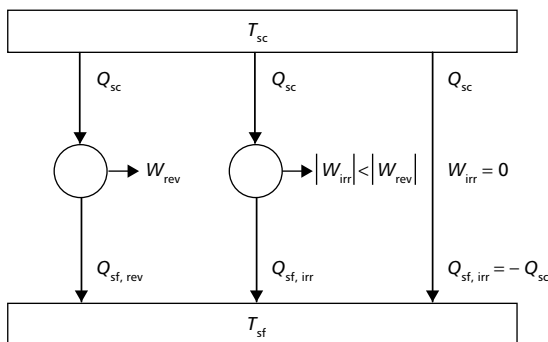 T_sc
Q_sc Q_sc Q_sc
W_rev |W_irr| < |W_rev| W_irr = 0
Q_sf, rev Q_sf, irr Q_sf, irr = – Q_sc
T_sf